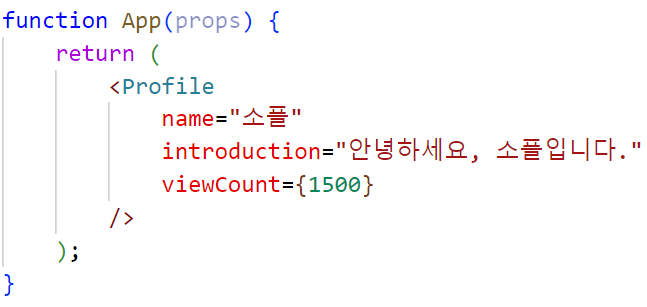 function App(props) {
    return (
        <Profile
            name="소플"
            introduction="안녕하세요, 소플입니다."
            viewCount={1500}
        />
    );
}